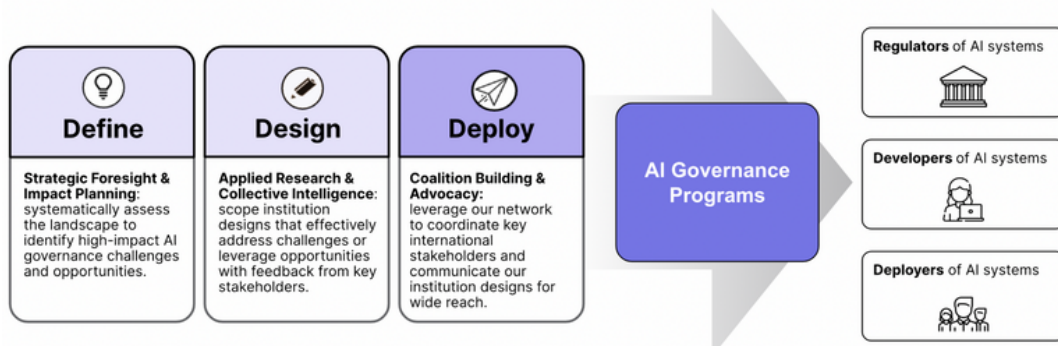 Define
Strategic Foresight &
Impact Planning:
systematically assess
the landscape to
identify high-impact AI
governance challenges
and opportunities.
Design
Applied Research &
Collective Intelligence:
scope institution
designs that effectively
address challenges or
leverage opportunities
with feedback from key
stakeholders.
Deploy
Coalition Building &
Advocacy:
leverage our network
to coordinate key
international
stakeholders and
communicate our
institution designs for
wide reach.
AI Governance
Programs
Regulators of AI systems
Developers of AI systems
Deployers of AI systems